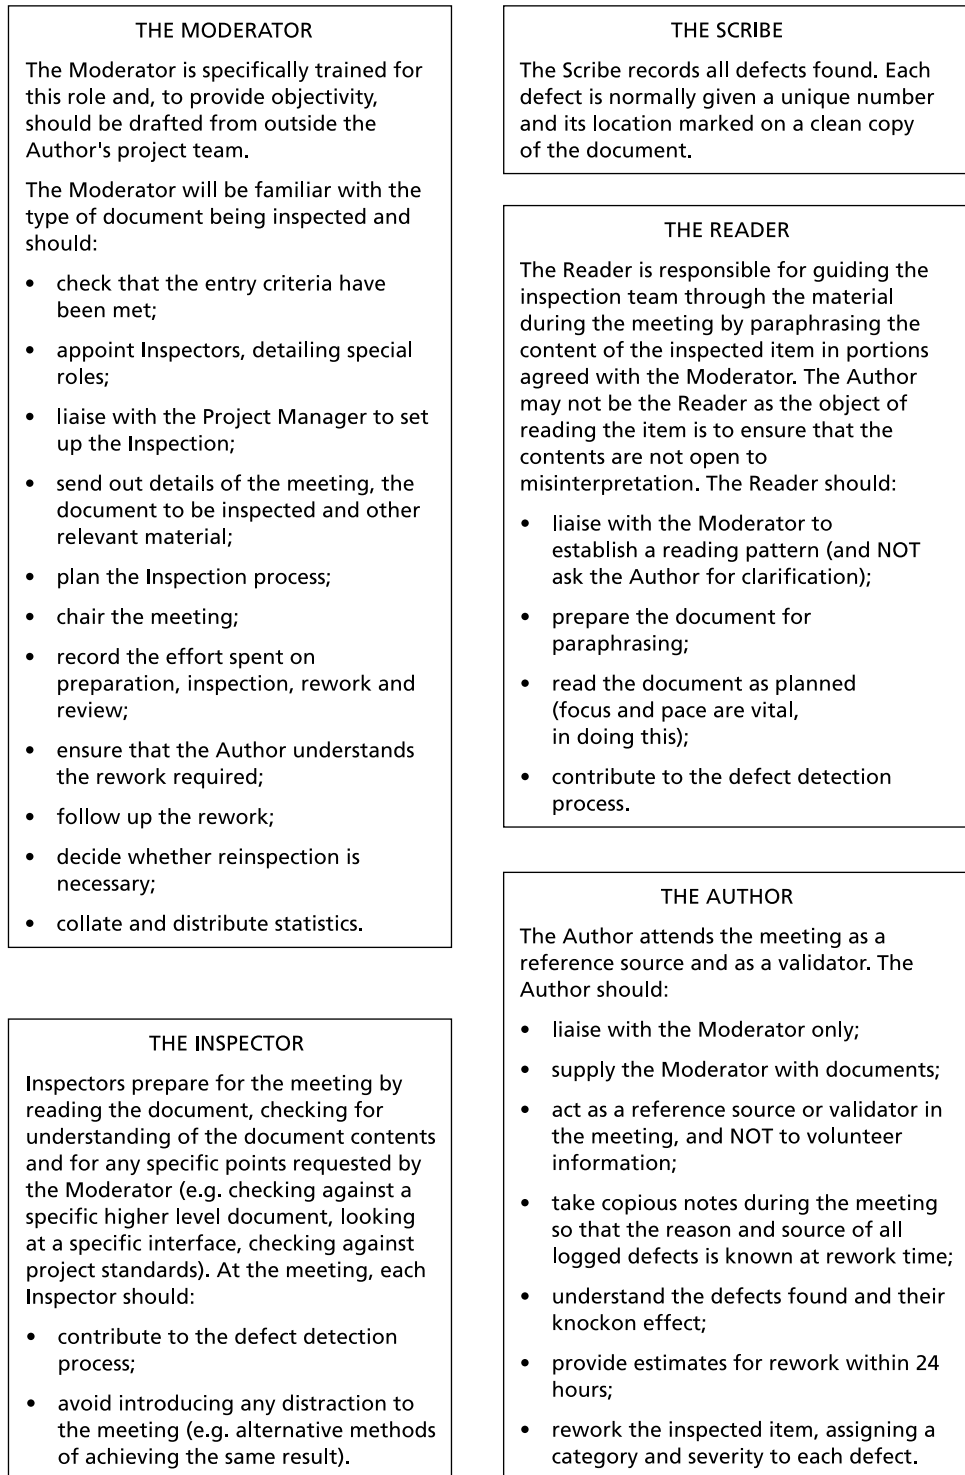 THE MODERATOR
The Moderator is specifically trained for
this role and, to provide objectivity,
should be drafted from outside the
Author's project team.
The Moderator will be familiar with the
type of document being inspected and
should:
• check that the entry criteria have
been met;
• appoint Inspectors, detailing special
roles;
• liaise with the Project Manager to set
up the Inspection;
• send out details of the meeting, the
document to be inspected and other
relevant material;
• plan the Inspection process;
• chair the meeting;
• record the effort spent on
preparation, inspection, rework and
review;
• ensure that the Author understands
the rework required;
• follow up the rework;
• decide whether reinspection is
necessary;
• collate and distribute statistics.
THE INSPECTOR
Inspectors prepare for the meeting by
reading the document, checking for
understanding of the document contents
and for any specific points requested by
the Moderator (e.g. checking against a
specific higher level document, looking
at a specific interface, checking against
project standards). At the meeting, each
Inspector should:
• contribute to the defect detection
process;
• avoid introducing any distraction to
the meeting (e.g. alternative methods
of achieving the same result).
THE SCRIBE
The Scribe records all defects found. Each
defect is normally given a unique number
and its location marked on a clean copy
of the document.
THE READER
The Reader is responsible for guiding the
inspection team through the material
during the meeting by paraphrasing the
content of the inspected item in portions
agreed with the Moderator. The Author
may not be the Reader as the object of
reading the item is to ensure that the
contents are not open to
misinterpretation. The Reader should:
• liaise with the Moderator to
establish a reading pattern (and NOT
ask the Author for clarification);
• prepare the document for
paraphrasing;
• read the document as planned
(focus and pace are vital,
in doing this);
• contribute to the defect detection
process.
THE AUTHOR
The Author attends the meeting as a
reference source and as a validator. The
Author should:
• liaise with the Moderator only;
• supply the Moderator with documents;
• act as a reference source or validator in
the meeting, and NOT to volunteer
information;
• take copious notes during the meeting
so that the reason and source of all
logged defects is known at rework time;
• understand the defects found and their
knockon effect;
• provide estimates for rework within 24
hours;
• rework the inspected item, assigning a
category and severity to each defect.